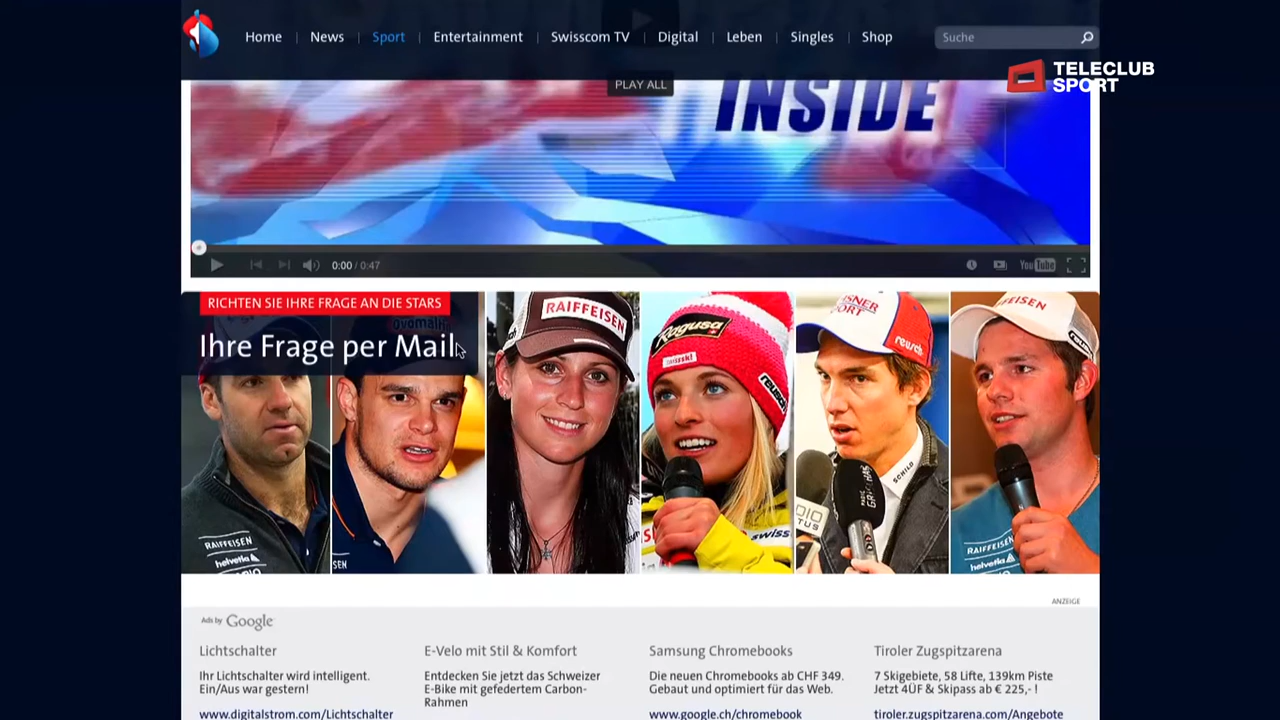 Home News Sport Entertainment Swisscom TV Digital Leben Singles Shop Suche
TELECLUB
SPORT
PLAY ALL
INSIDE
0:00 / 0:47
YouTube
RICHTEN SIE IHRE FRAGE AN DIE STARS
Ihre Frage per Mail
RAIFFEISEN
Ragusa
reusch
RAIFFEISEN
helvetia
SCHILD
swiss
RAIFFEISEN
helvetia
ANZEIGE
Ads by Google
Lichtschalter
Ihr Lichtschalter wird intelligent.
Ein/Aus war gestern!
www.digitalstrom.com/Lichtschalter
E-Velo mit Stil & Komfort
Entdecken Sie jetzt das Schweizer
E-Bike mit gefedertem Carbon-
Rahmen
Samsung Chromebooks
Die neuen Chromebooks ab CHF 349.
Gebaut und optimiert für das Web.
www.google.ch/chromebook
Tiroler Zugspitzarena
7 Skigebiete, 58 Lifte, 139km Piste
Jetzt 4ÜF & Skipass ab € 225,- !
tiroler.zugspitzarena.com/Angebote